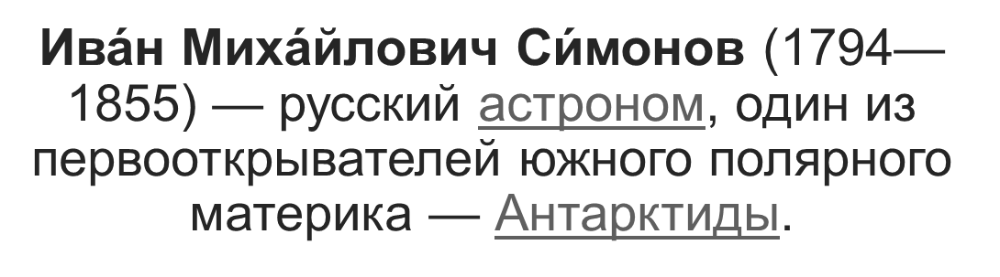 Ива́н Миха́йлович Си́монов (1794—
1855) — русский астроном, один из
первооткрывателей южного полярного
материка — Антарктиды.